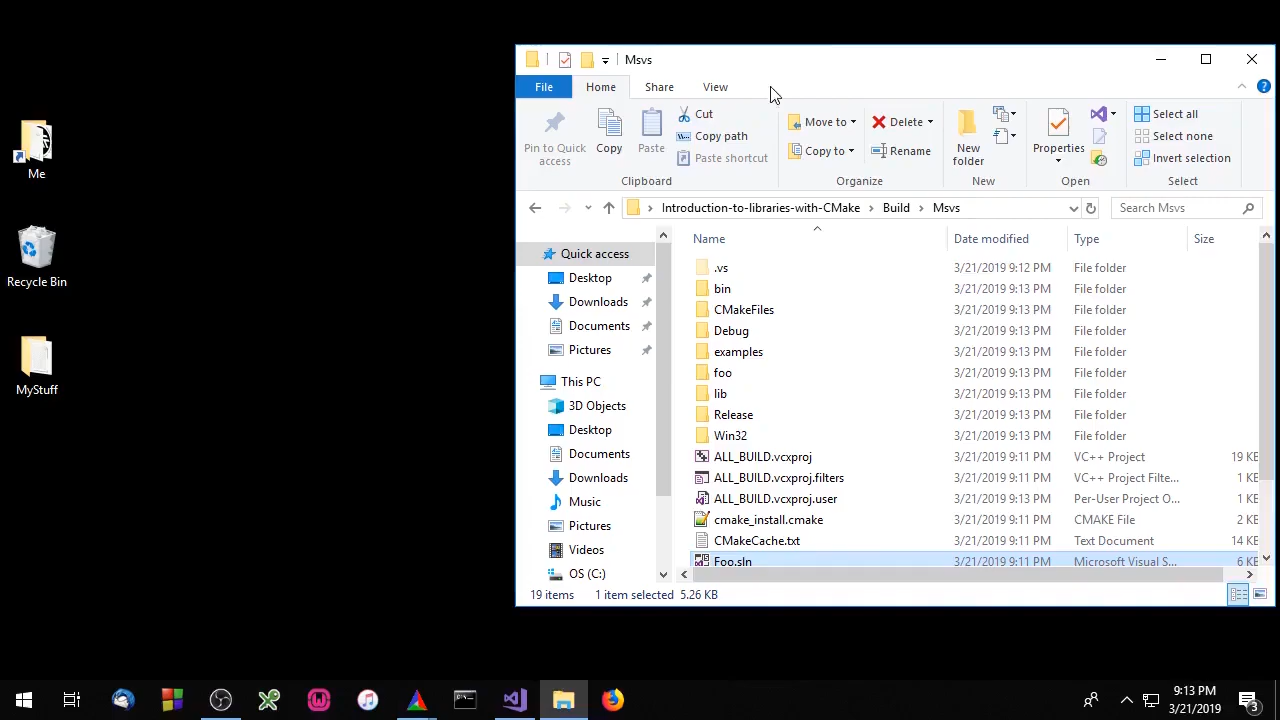 Me
Recycle Bin
MyStuff
Msvs
File Home Share View
Pin to Quick access
Copy
Paste
Cut
Copy path
Paste shortcut
Clipboard
Move to
Copy to
Delete
Rename
Organize
New folder
New
Properties
Open
Select all
Select none
Invert selection
Select
Introduction-to-libraries-with-CMake Build Msvs
Search Msvs
Quick access
Desktop
Downloads
Documents
Pictures
This PC
3D Objects
Desktop
Documents
Downloads
Music
Pictures
Videos
OS (C:)
Name Date modified Type Size
.vs 3/21/2019 9:12 PM File folder
bin 3/21/2019 9:13 PM File folder
CMakeFiles 3/21/2019 9:13 PM File folder
Debug 3/21/2019 9:13 PM File folder
examples 3/21/2019 9:13 PM File folder
foo 3/21/2019 9:13 PM File folder
lib 3/21/2019 9:13 PM File folder
Release 3/21/2019 9:13 PM File folder
Win32 3/21/2019 9:13 PM File folder
ALL_BUILD.vcxproj 3/21/2019 9:11 PM VC++ Project 19 KB
ALL_BUILD.vcxproj.filters 3/21/2019 9:11 PM VC++ Project Filte... 1 KB
ALL_BUILD.vcxproj.user 3/21/2019 9:13 PM Per-User Project O... 1 KB
cmake_install.cmake 3/21/2019 9:11 PM CMAKE File 2 KB
CMakeCache.txt 3/21/2019 9:11 PM Text Document 14 KB
Foo.sln 3/21/2019 9:11 PM Microsoft Visual S... 6 KB
19 items 1 item selected 5.26 KB
9:13 PM
3/21/2019
3